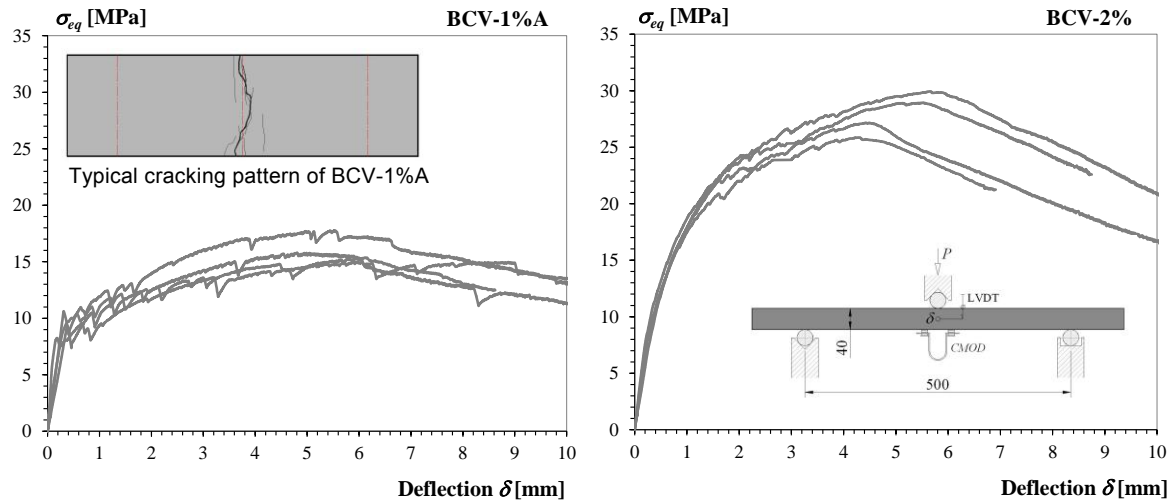 σeq [MPa]
BCV-1%A
35
30
25
20
15
10
5
0
Typical cracking pattern of BCV-1%A
0 1 2 3 4 5 6 7 8 9 10
Deflection δ [mm]
σeq [MPa]
BCV-2%
35
30
25
20
15
10
5
0
P
LVDT
δ
40
CMOD
500
0 1 2 3 4 5 6 7 8 9 10
Deflection δ [mm]